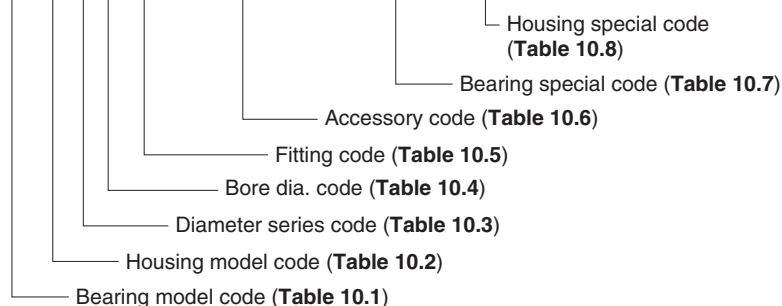 Housing special code
(Table 10.8)
Bearing special code (Table 10.7)
Accessory code (Table 10.6)
Fitting code (Table 10.5)
Bore dia. code (Table 10.4)
Diameter series code (Table 10.3)
Housing model code (Table 10.2)
Bearing model code (Table 10.1)